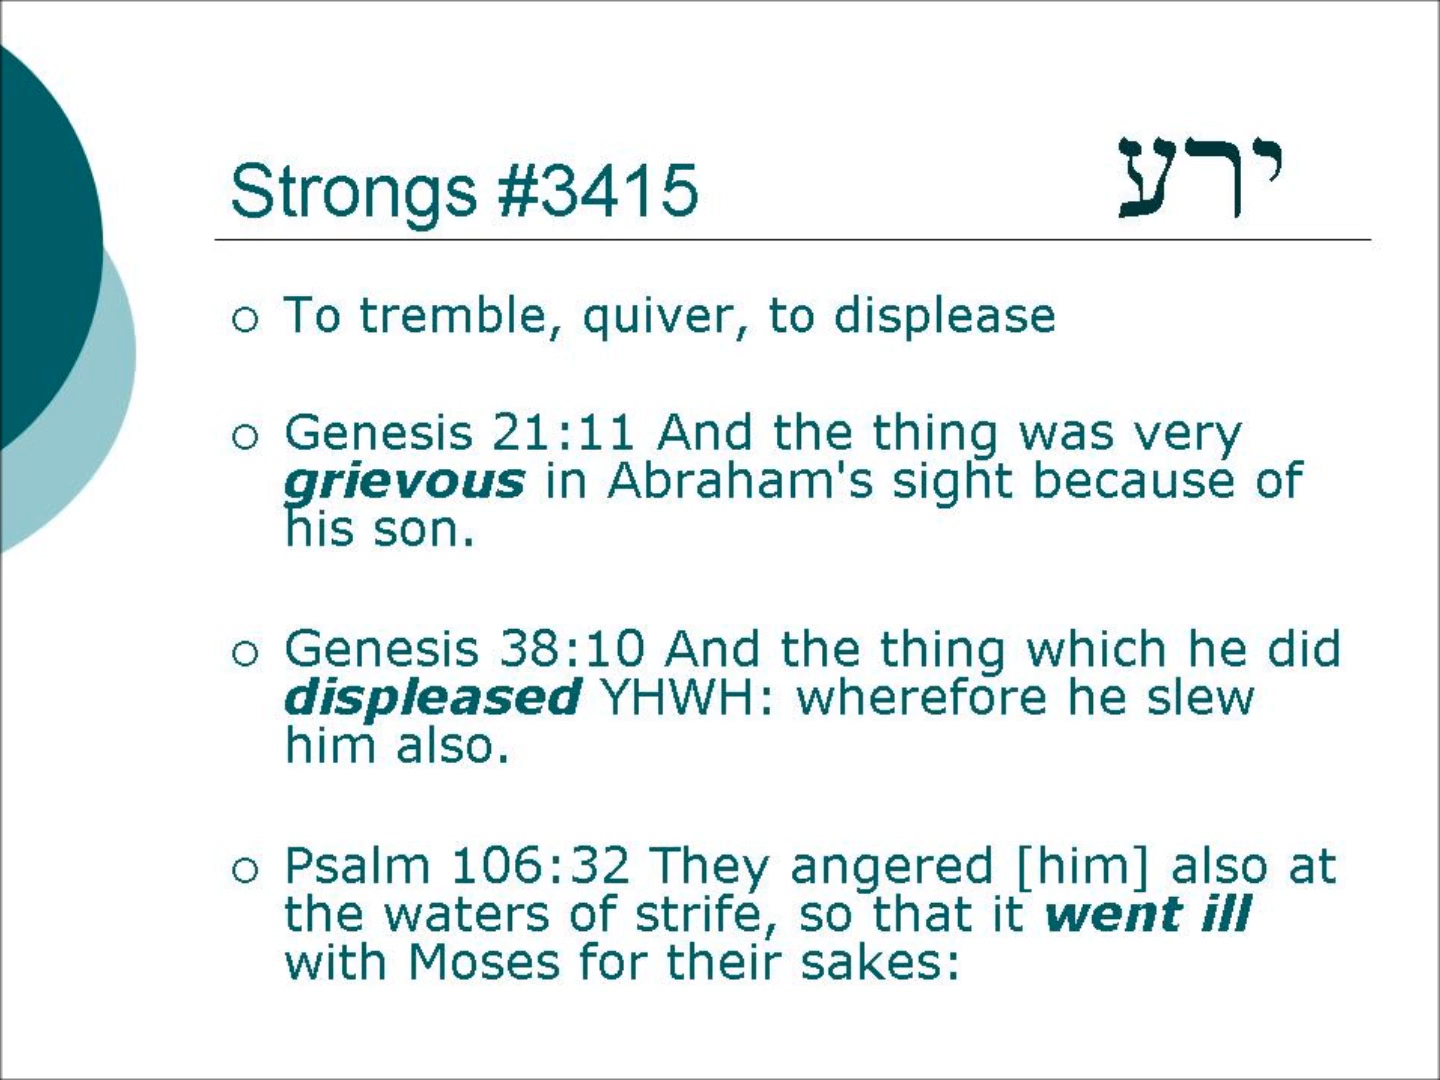 Strongs #3415 ירע
To tremble, quiver, to displease
Genesis 21:11 And the thing was very
grievous in Abraham's sight because of
his son.
Genesis 38:10 And the thing which he did
displeased YHWH: wherefore he slew
him also.
Psalm 106:32 They angered [him] also at
the waters of strife, so that it went ill
with Moses for their sakes: